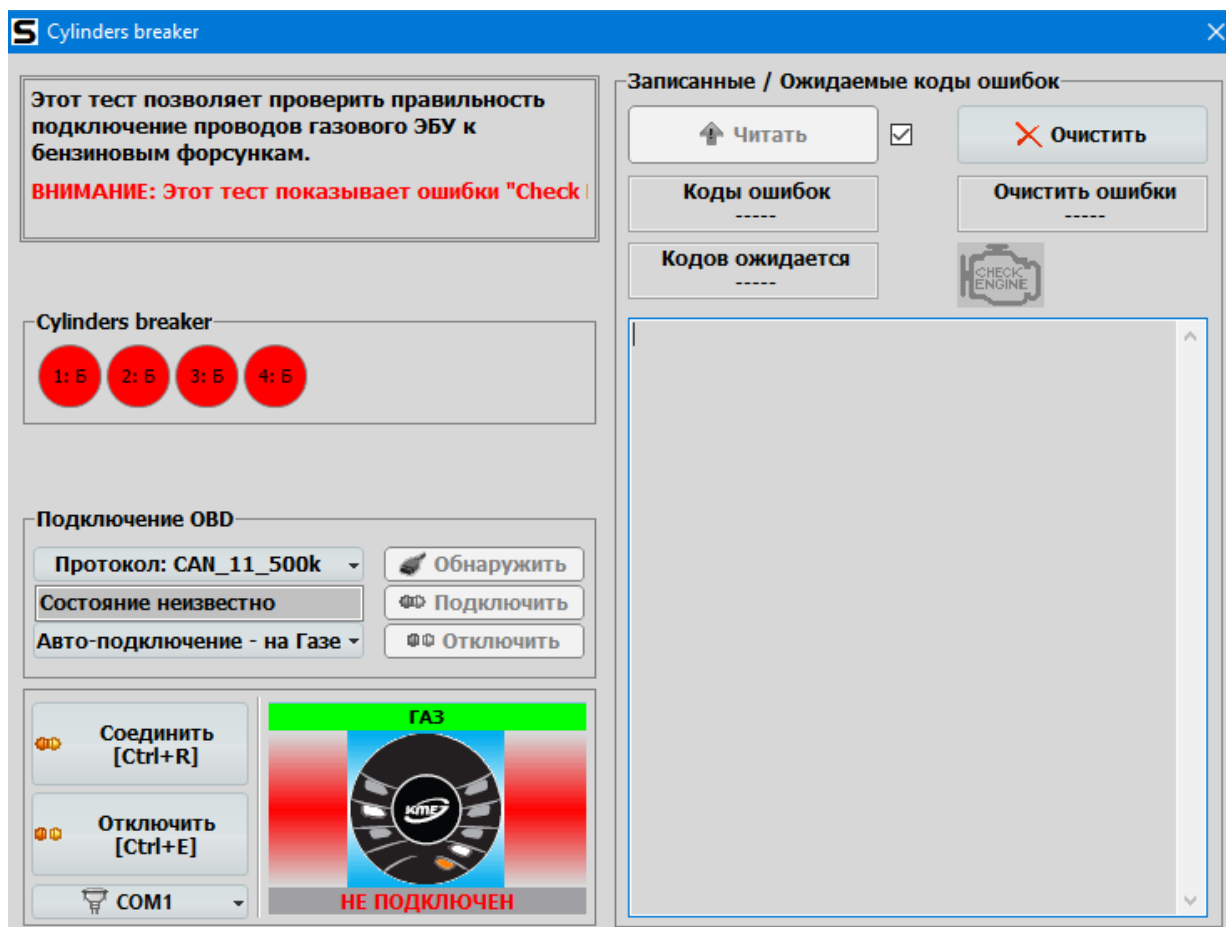 S Cylinders breaker
Этот тест позволяет проверить правильность
подключение проводов газового ЭБУ к
бензиновым форсункам.
ВНИМАНИЕ: Этот тест показывает ошибки "Check
Cylinders breaker
1: Б 2: Б 3: Б 4: Б
Подключение OBD
Протокол: CAN_11_500k
Обнаружить
Состояние неизвестно
Подключить
Авто-подключение - на Газе
Отключить
Соединить
[Ctrl+R]
Отключить
[Ctrl+E]
COM1
ГАЗ
KME
НЕ ПОДКЛЮЧЕН
Записанные / Ожидаемые коды ошибок
Читать
Очистить
Коды ошибок
-----
Очистить ошибки
-----
Кодов ожидается
-----
CHECK
ENGINE